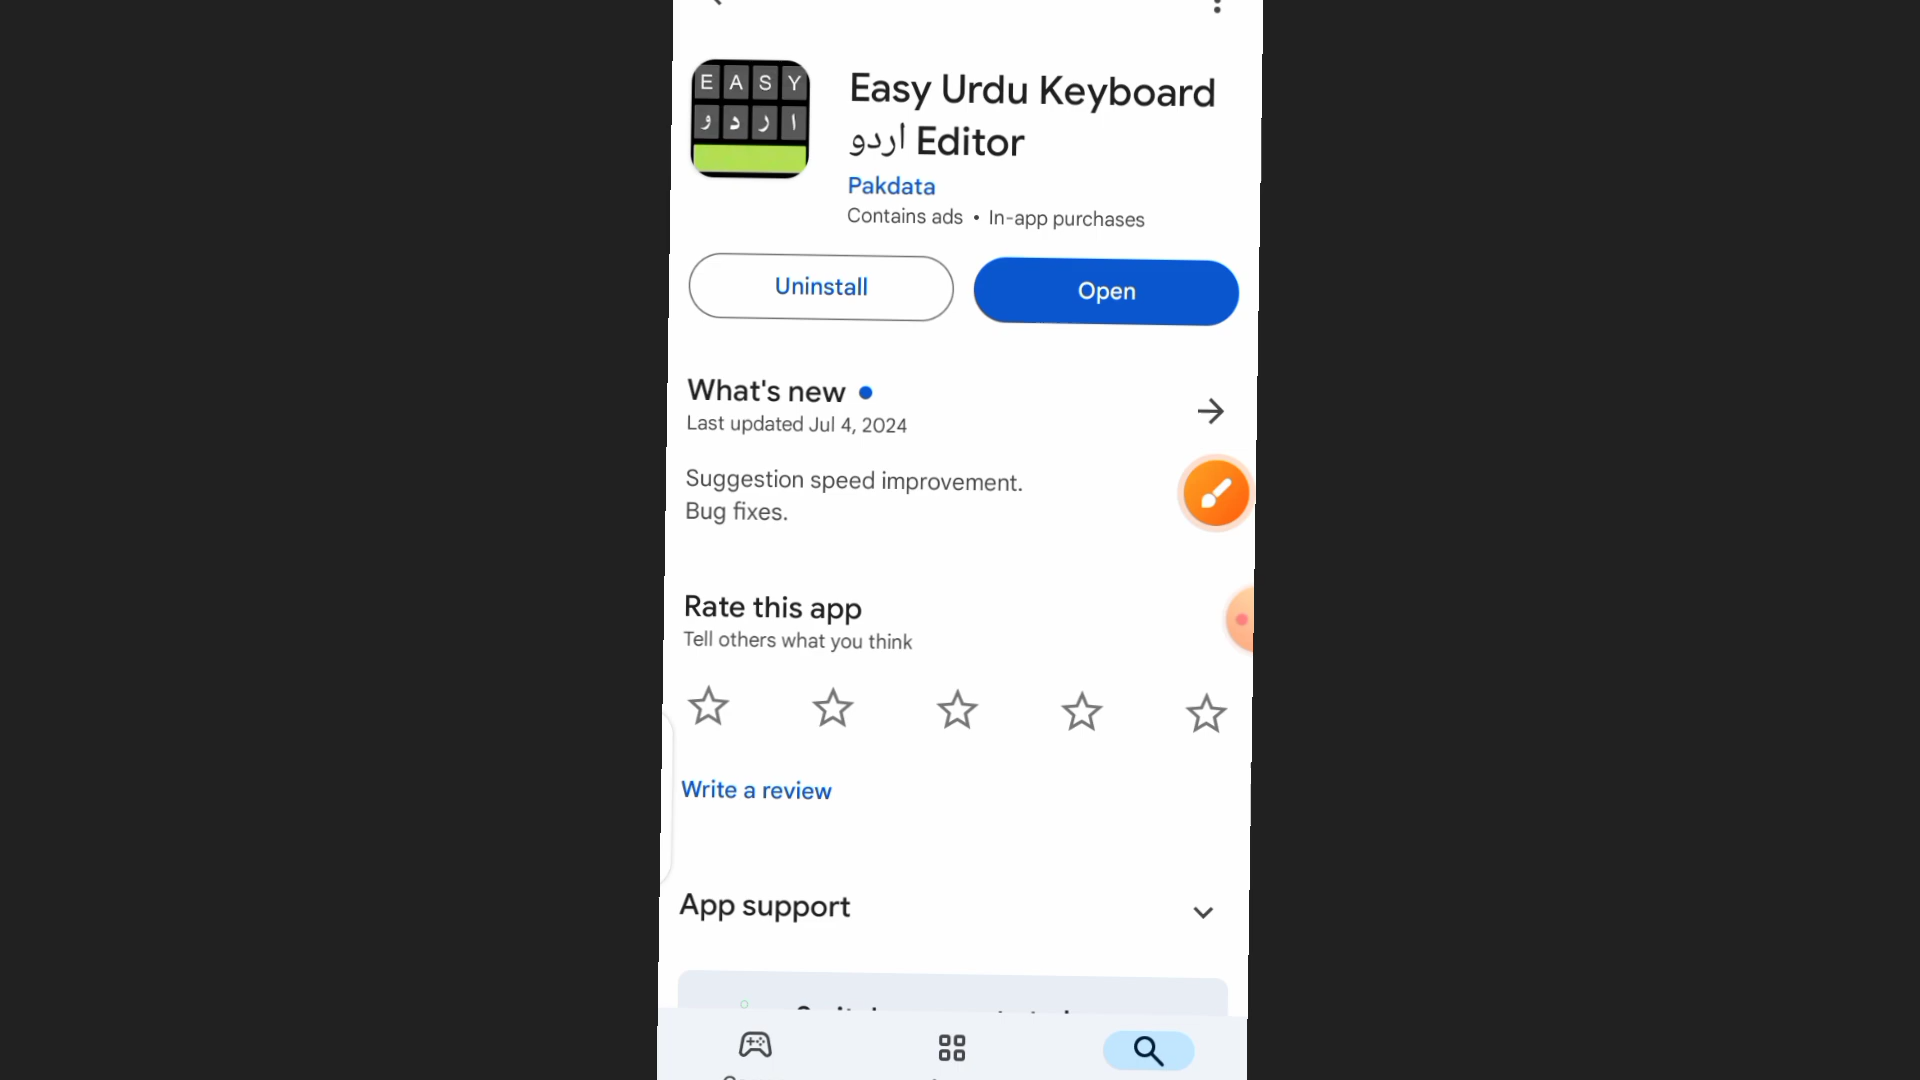 E A S Y
ا ر د و
Easy Urdu Keyboard
اردو Editor
Pakdata
Contains ads • In-app purchases
Uninstall
Open
What's new
Last updated Jul 4, 2024
Suggestion speed improvement.
Bug fixes.
Rate this app
Tell others what you think
Write a review
App support